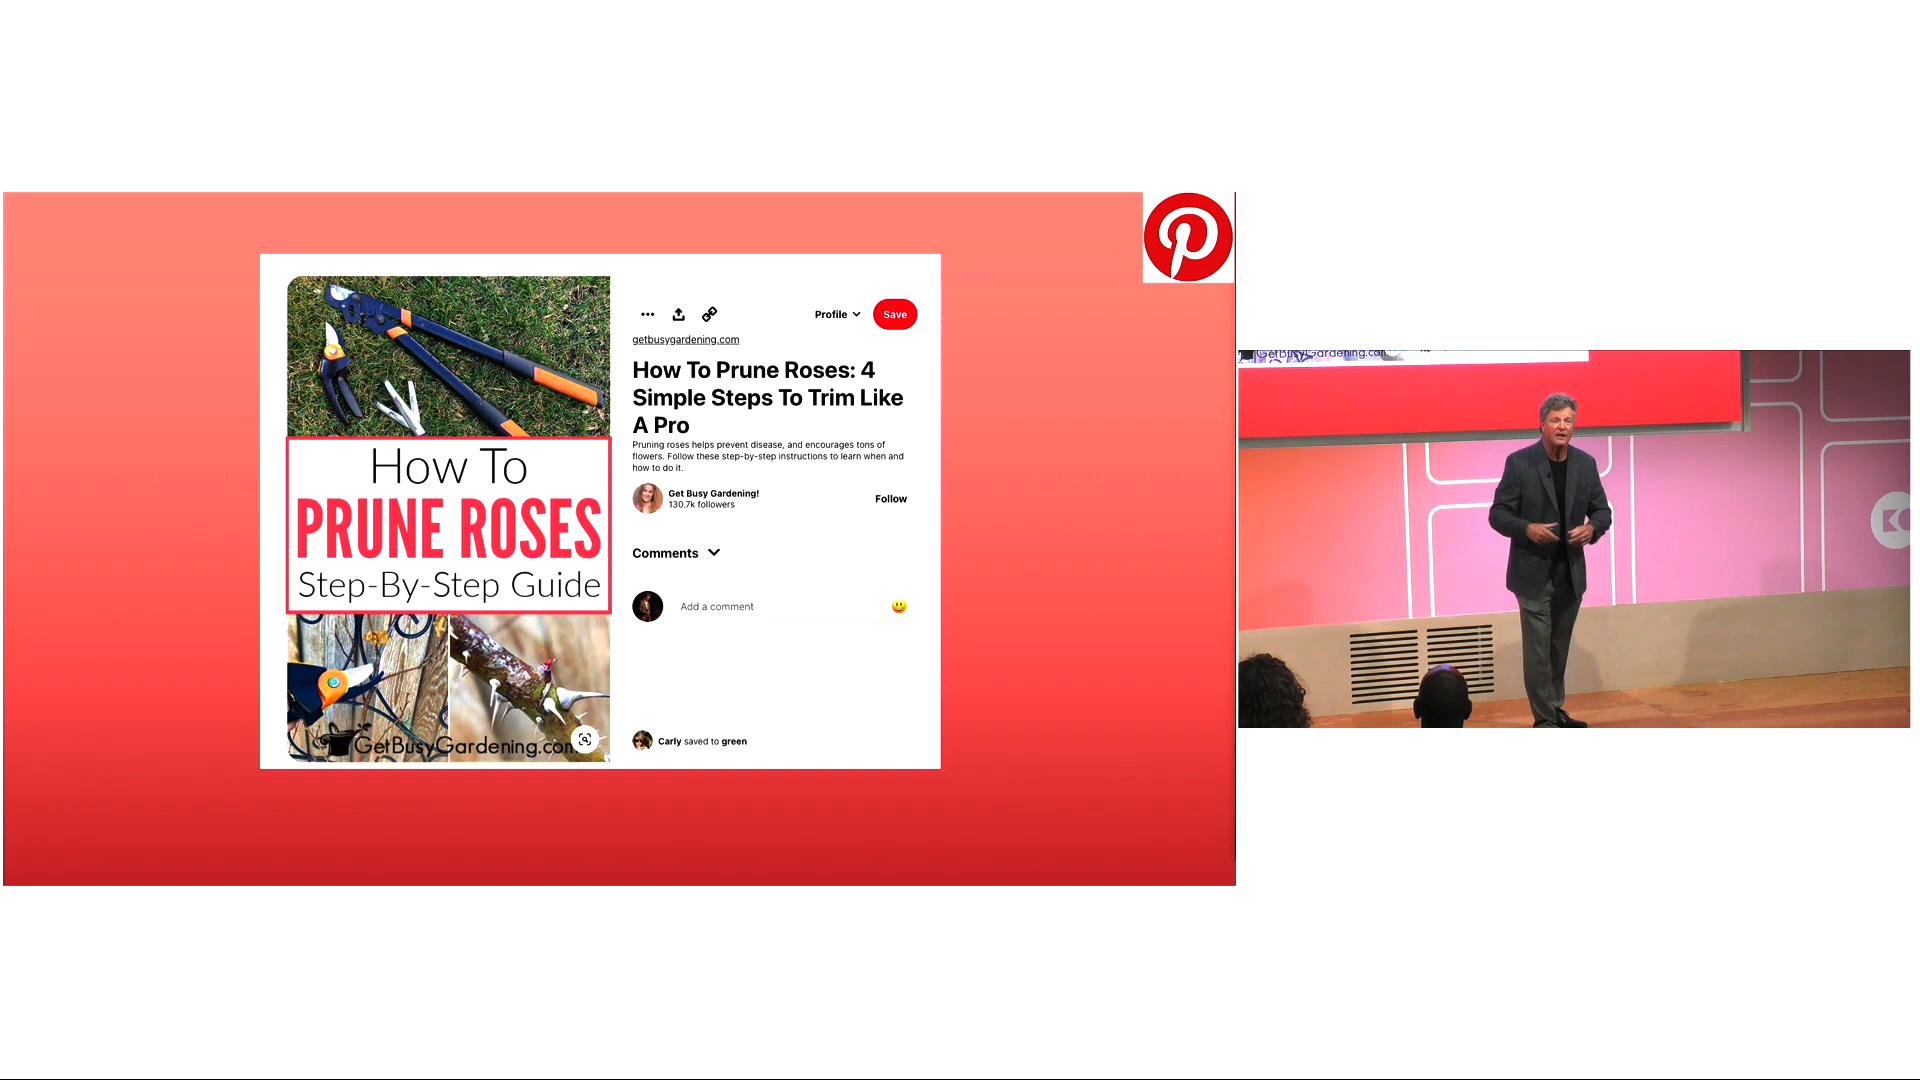 How To
PRUNE ROSES
Step-By-Step Guide
GetBusyGardening.com
Profile
Save
getbusygardening.com
How To Prune Roses: 4
Simple Steps To Trim Like
A Pro
Pruning roses helps prevent disease, and encourages tons of
flowers. Follow these step-by-step instructions to learn when and
how to do it.
Get Busy Gardening!
130.7k followers
Follow
Comments
Add a comment
Carly saved to green
GetBusyGardening.com